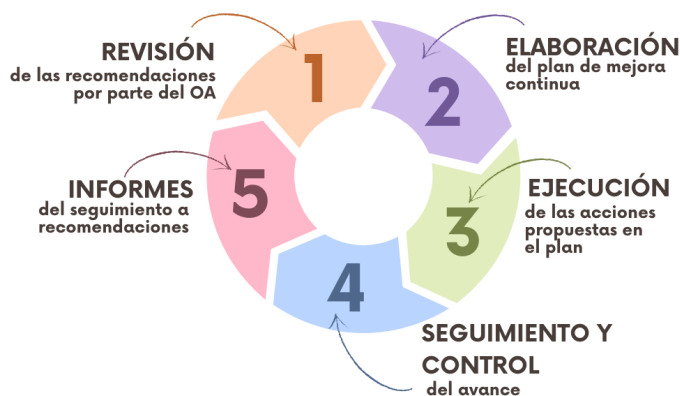 1
REVISIÓN
de las recomendaciones
por parte del OA
2
ELABORACIÓN
del plan de mejora
continua
3
EJECUCIÓN
de las acciones
propuestas en
el plan
4
SEGUIMIENTO Y
CONTROL
del avance
5
INFORMES
del seguimiento a
recomendaciones